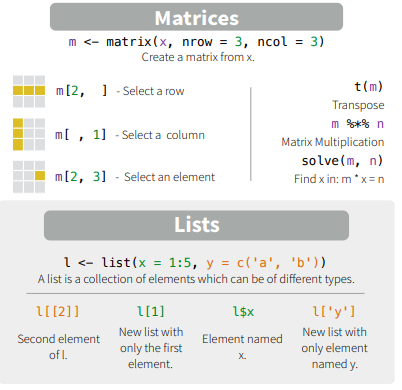 Matrices
m <- matrix(x, nrow = 3, ncol = 3)
Create a matrix from x.
m[2, ] - Select a row
m[ , 1] - Select a column
m[2, 3] - Select an element
t(m)
Transpose
m %*% n
Matrix Multiplication
solve(m, n)
Find x in: m * x = n
Lists
l <- list(x = 1:5, y = c('a', 'b'))
A list is a collection of elements which can be of different types.
l[[2]]
Second element
of l.
l[1]
New list with
only the first
element.
l$x
Element named
x.
l['y']
New list with
only element
named y.